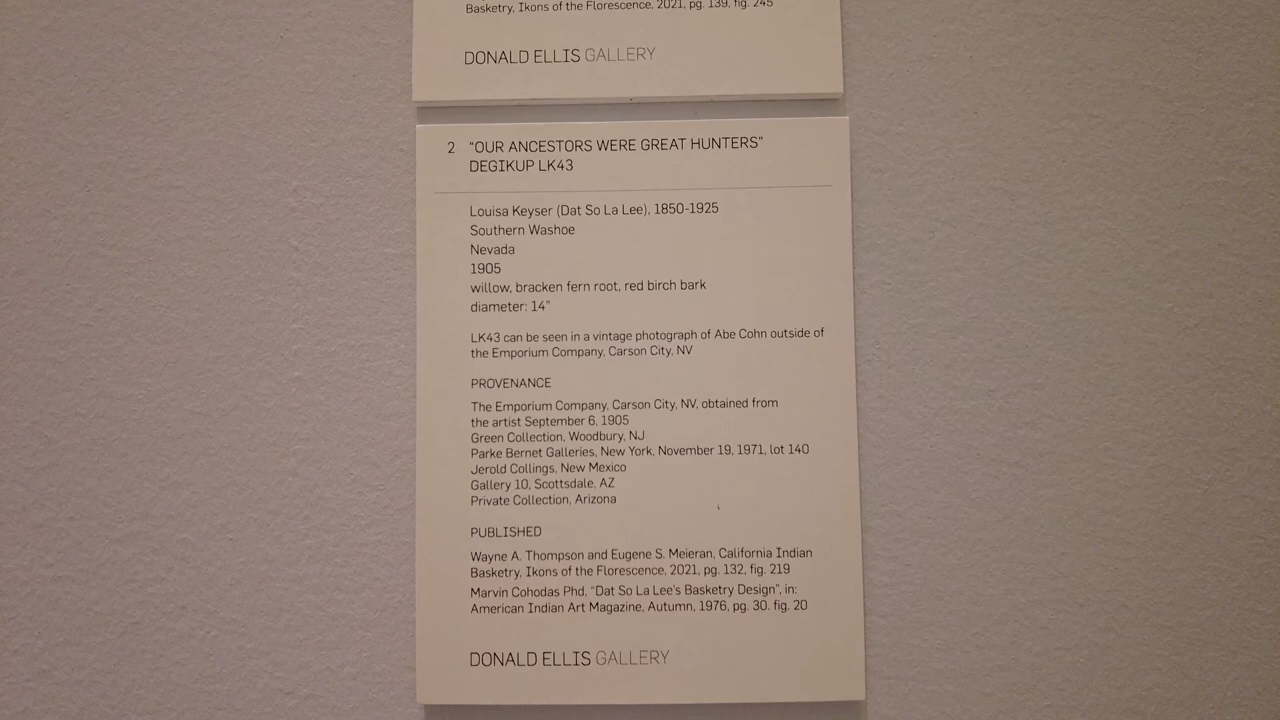 Basketry, Ikons of the Florescence, 2021, pg. 139, fig. 245
DONALD ELLIS GALLERY
2 "OUR ANCESTORS WERE GREAT HUNTERS"
DEGIKUP LK43
Louisa Keyser (Dat So La Lee), 1850-1925
Southern Washoe
Nevada
1905
willow, bracken fern root, red birch bark
diameter: 14"
LK43 can be seen in a vintage photograph of Abe Cohn outside of
the Emporium Company, Carson City, NV
PROVENANCE
The Emporium Company, Carson City, NV, obtained from
the artist September 6, 1905
Green Collection, Woodbury, NJ
Parke Bernet Galleries, New York, November 19, 1971, lot 140
Jerold Collings, New Mexico
Gallery 10, Scottsdale, AZ
Private Collection, Arizona
PUBLISHED
Wayne A. Thompson and Eugene S. Meieran, California Indian
Basketry, Ikons of the Florescence, 2021, pg. 132, fig. 219
Marvin Cohodas Phd, "Dat So La Lee's Basketry Design", in:
American Indian Art Magazine, Autumn, 1976, pg. 30. fig. 20
DONALD ELLIS GALLERY